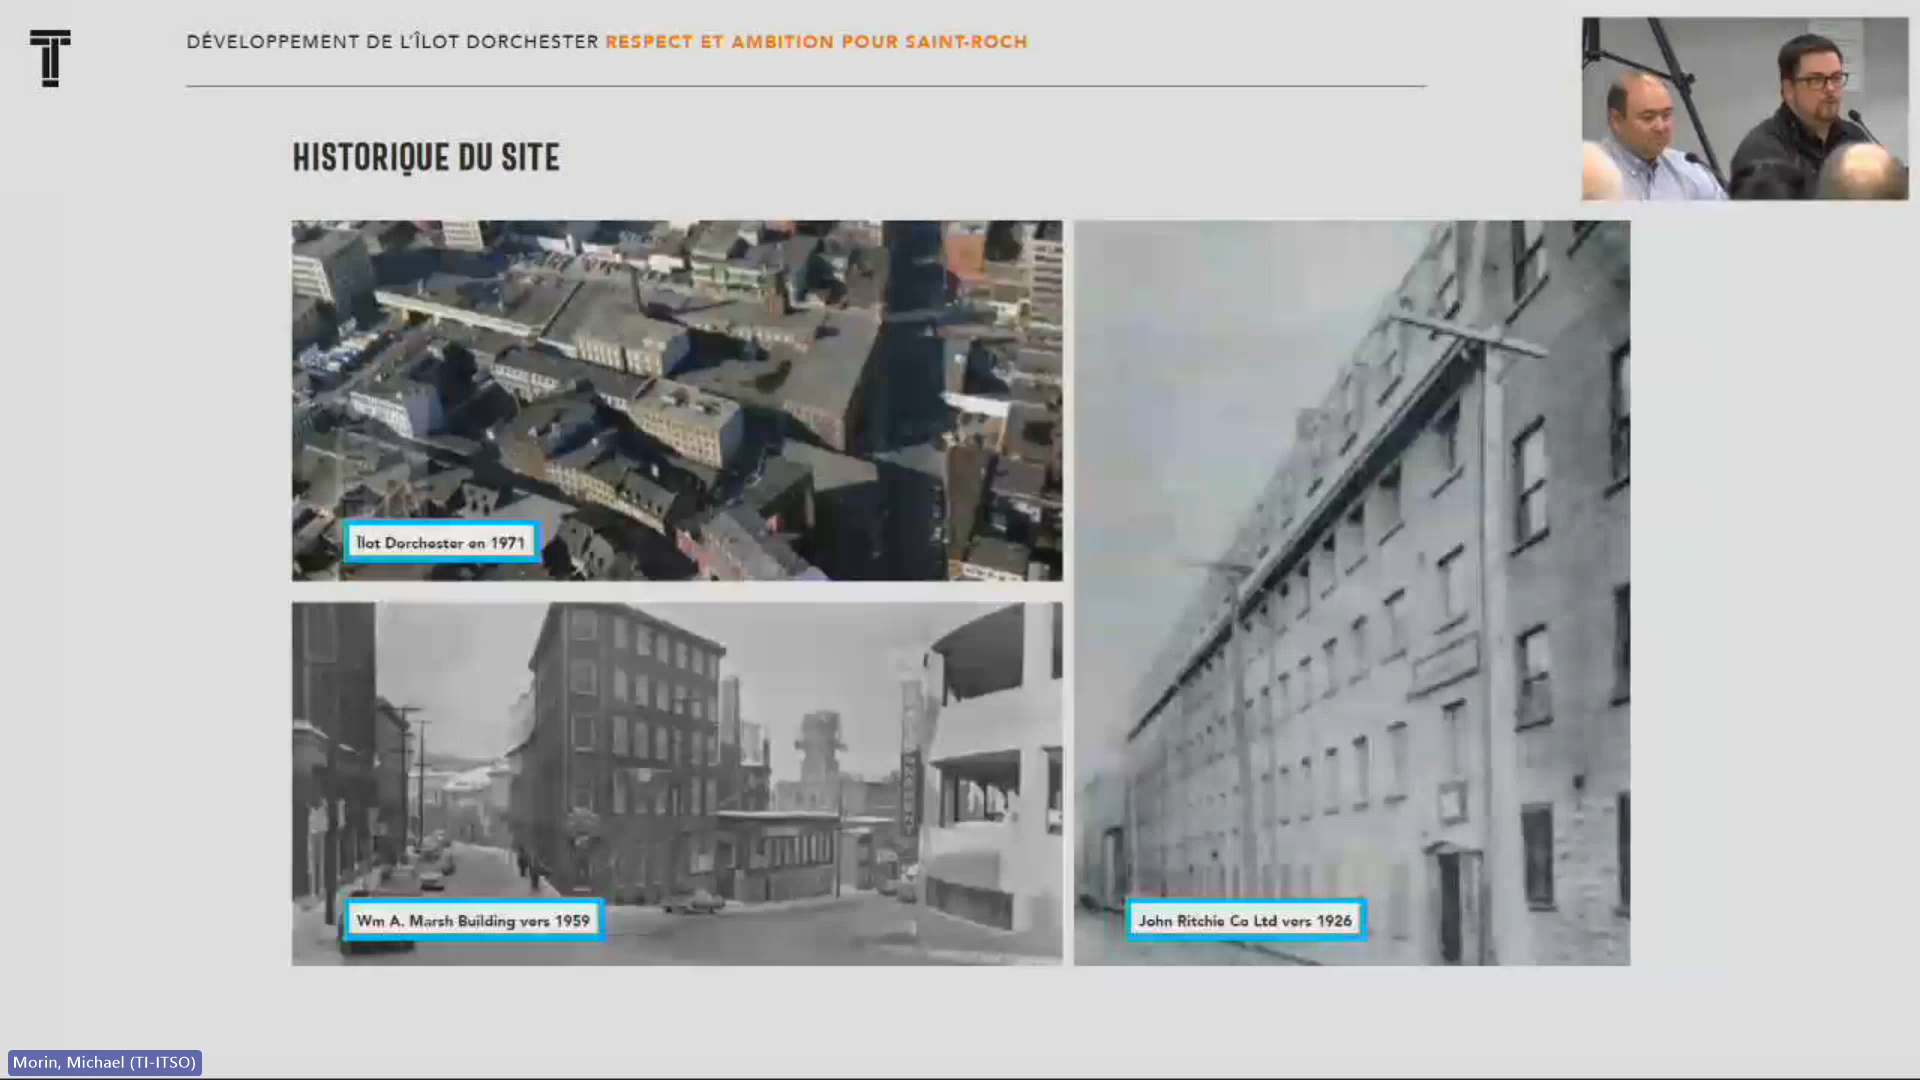 DÉVELOPPEMENT DE L'ÎLOT DORCHESTER RESPECT ET AMBITION POUR SAINT-ROCH
HISTORIQUE DU SITE
Îlot Dorchester en 1971
Wm A. Marsh Building vers 1959
John Ritchie Co Ltd vers 1926
Morin, Michael (TI-ITSO)